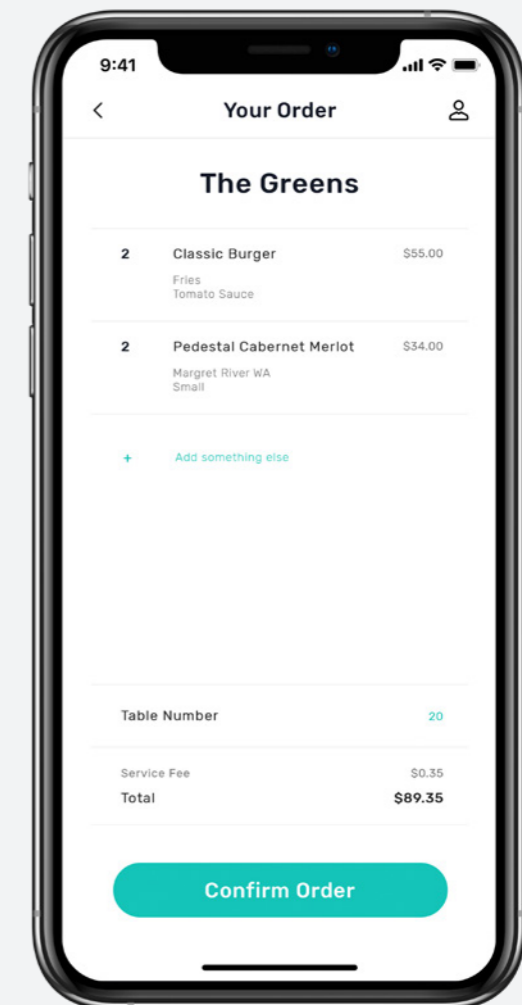 9:41
Your Order
The Greens
2 Classic Burger $55.00
Fries
Tomato Sauce
2 Pedestal Cabernet Merlot $34.00
Margret River WA
Small
+ Add something else
Table Number 20
Service Fee $0.35
Total $89.35
Confirm Order